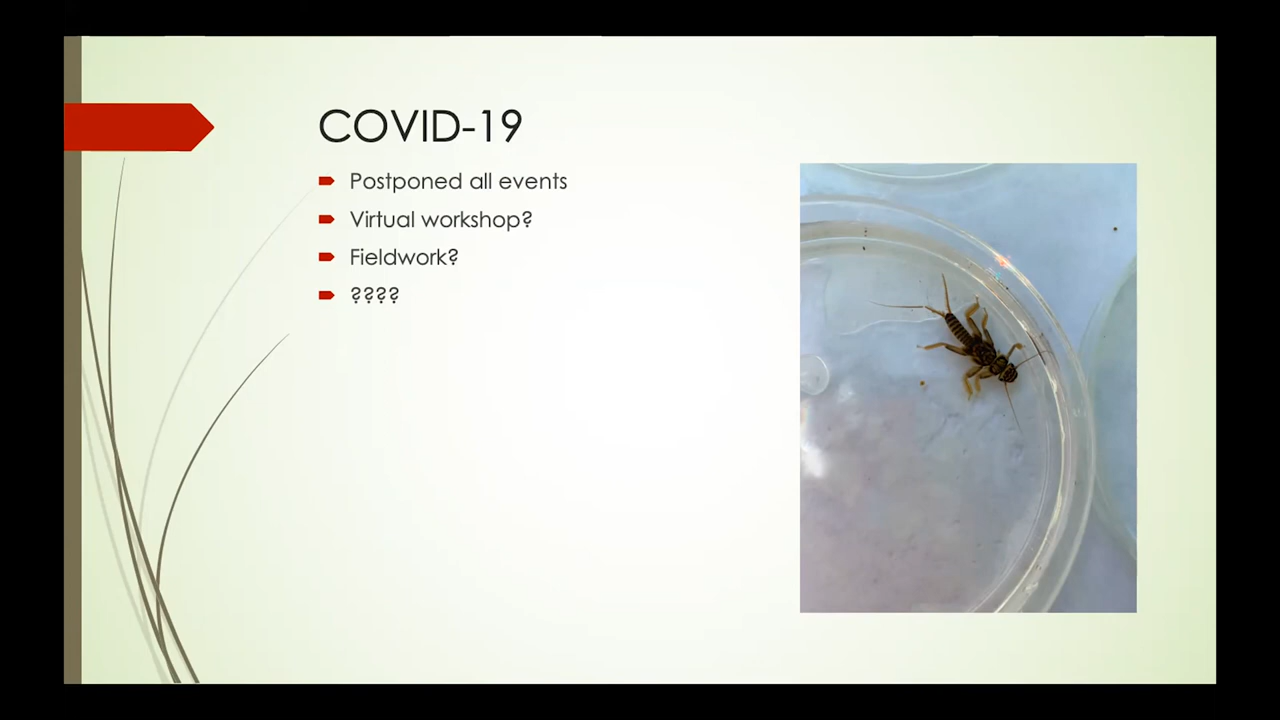 COVID-19
Postponed all events
Virtual workshop?
Fieldwork?
????